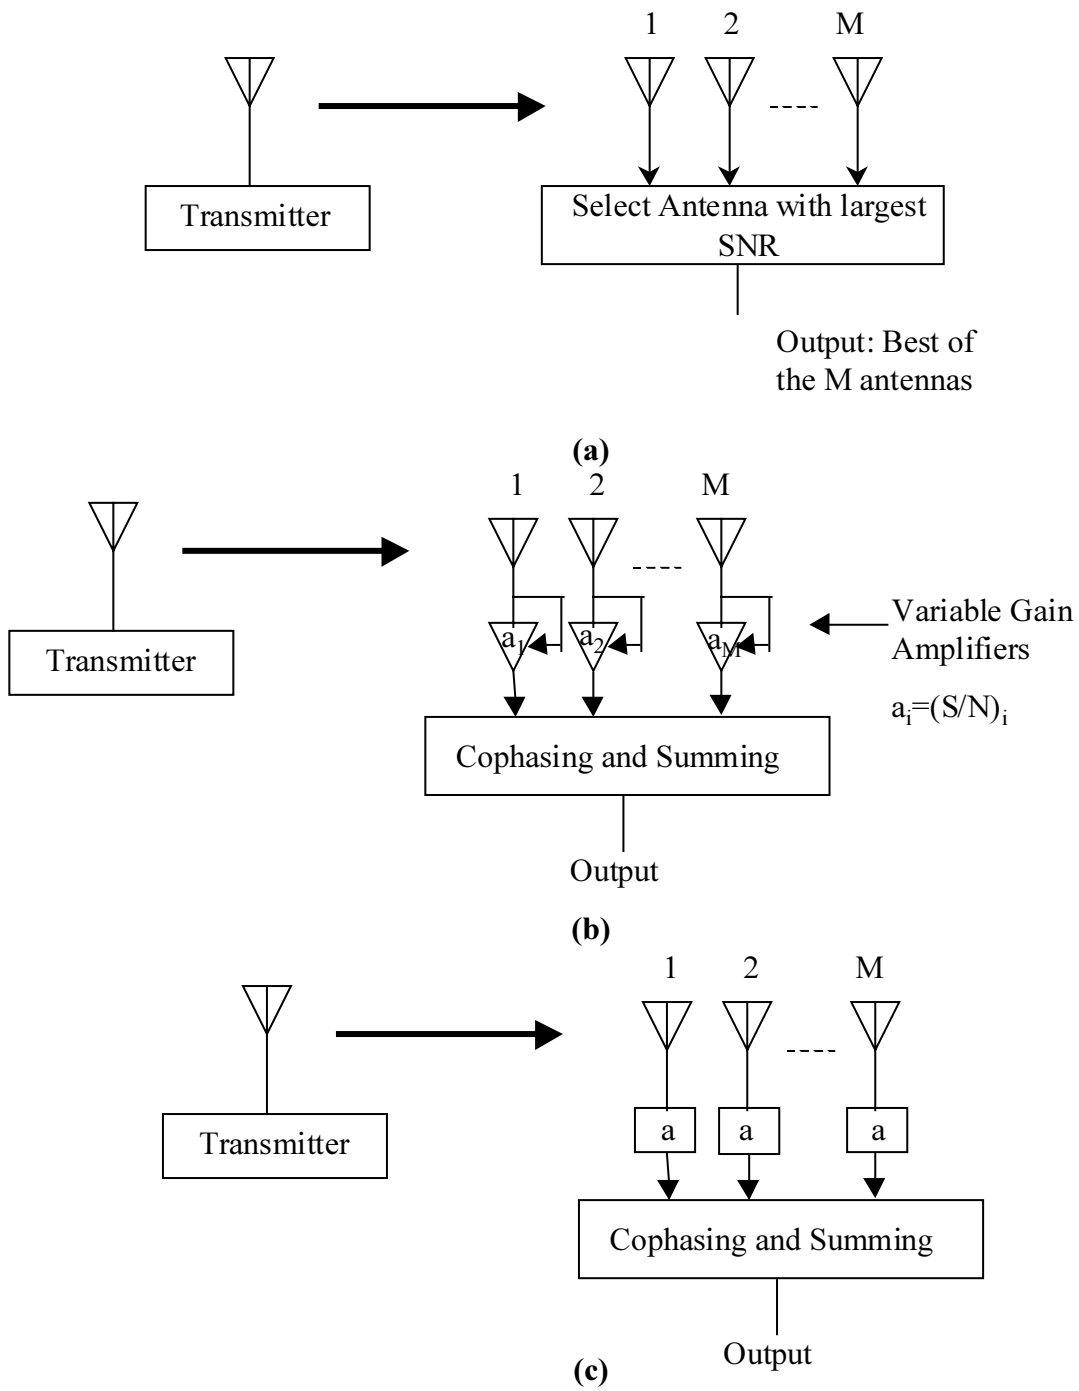 1 2 M
Transmitter
Select Antenna with largest
SNR
Output: Best of
the M antennas
(a)
1 2 M
Transmitter
a1 a2 aM
Variable Gain
Amplifiers
ai=(S/N)i
Cophasing and Summing
Output
(b)
1 2 M
Transmitter
a a a
Cophasing and Summing
Output
(c)